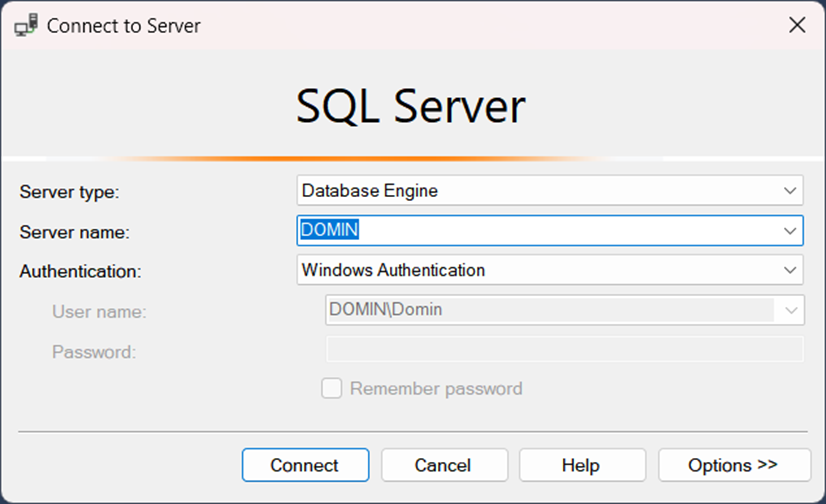 Connect to Server
SQL Server
Server type: Database Engine
Server name: DOMIN
Authentication: Windows Authentication
User name: DOMIN\Domin
Password:
Remember password
Connect Cancel Help Options >>